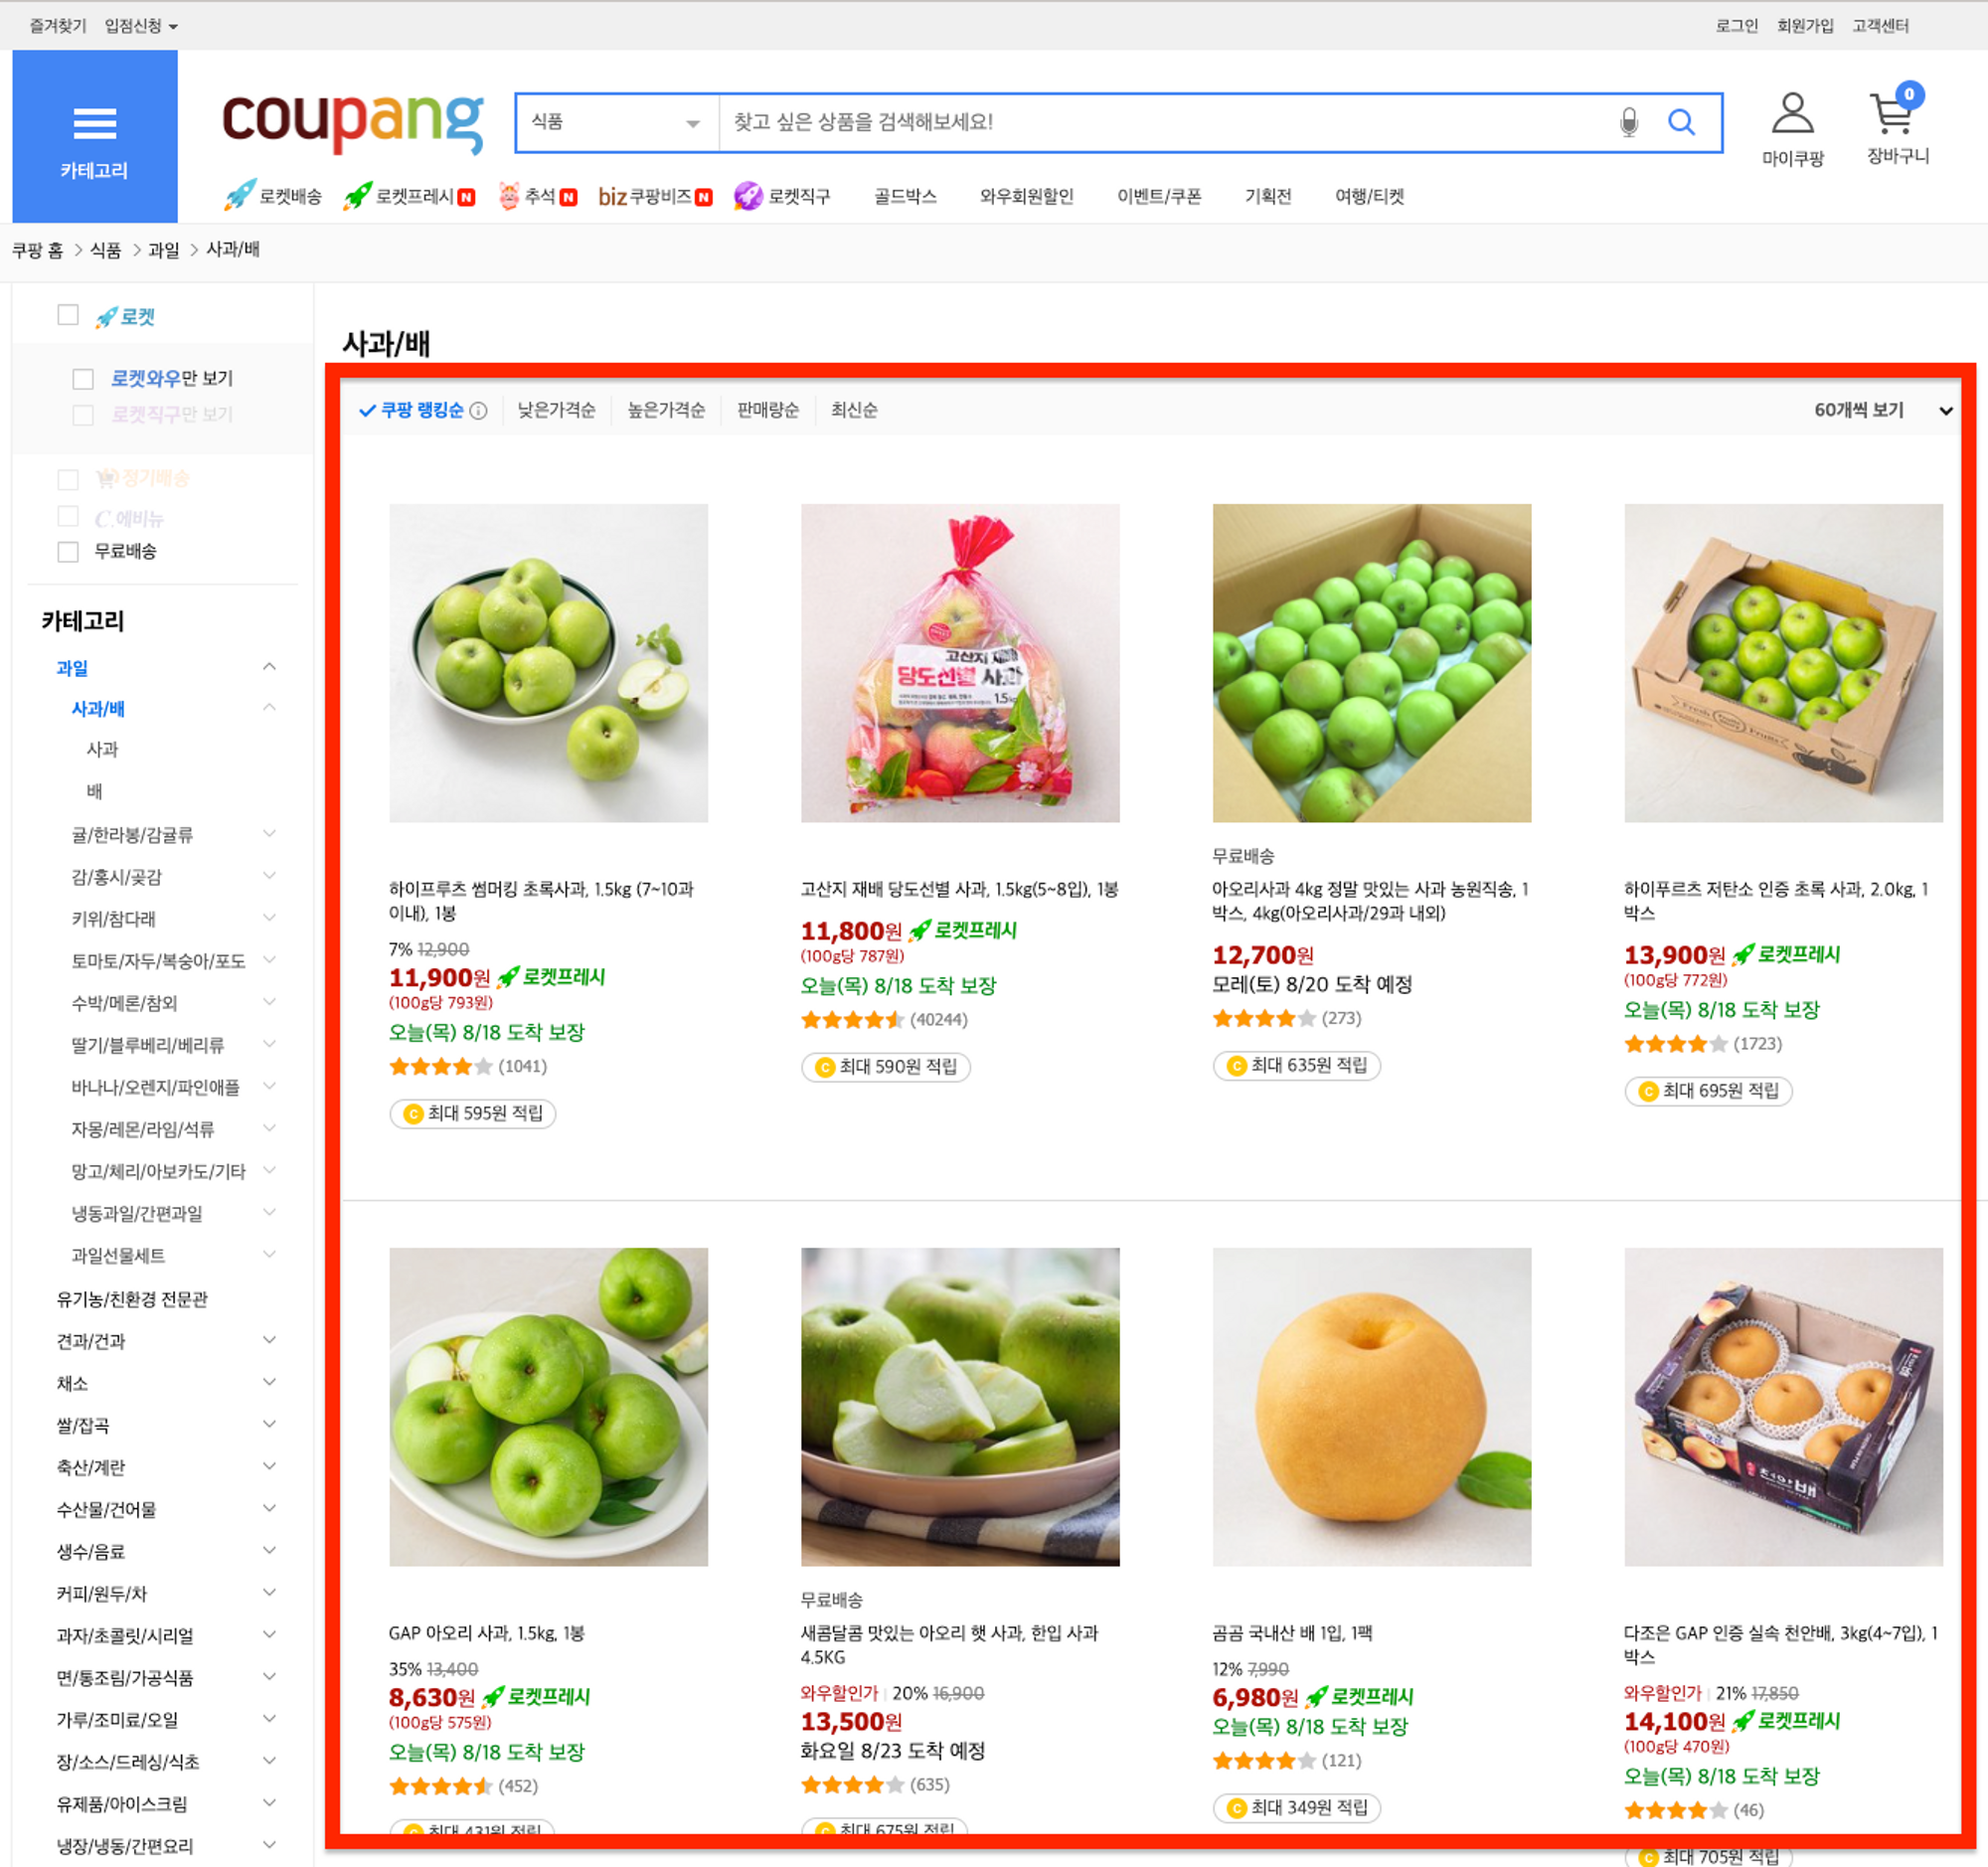 즐겨찾기 입점신청
로그인 회원가입 고객센터
카테고리
coupang
식품
찾고 싶은 상품을 검색해보세요!
마이쿠팡
0
장바구니
로켓배송 로켓프레시 N 추석 N biz 쿠팡비즈 N 로켓직구 골드박스 와우회원할인 이벤트/쿠폰 기획전 여행/티켓
쿠팡 홈 > 식품 > 과일 > 사과/배
로켓
로켓와우만 보기
로켓직구만 보기
정기배송
C.에비뉴
무료배송
카테고리
과일
사과/배
사과
배
귤/한라봉/감귤류
감/홍시/곶감
키위/참다래
토마토/자두/복숭아/포도
수박/메론/참외
딸기/블루베리/베리류
바나나/오렌지/파인애플
자몽/레몬/라임/석류
망고/체리/아보카도/기타
냉동과일/간편과일
과일선물세트
유기농/친환경 전문관
견과/건과
채소
쌀/잡곡
축산/계란
수산물/건어물
생수/음료
커피/원두/차
과자/초콜릿/시리얼
면/통조림/가공식품
가루/조미료/오일
장/소스/드레싱/식초
유제품/아이스크림
냉장/냉동/간편요리
사과/배
쿠팡 랭킹순 낮은가격순 높은가격순 판매량순 최신순
60개씩 보기
하이프루츠 썸머킹 초록사과, 1.5kg (7~10과
이내), 1봉
7% 12,900
11,900원 로켓프레시
(100g당 793원)
오늘(목) 8/18 도착 보장
(1041)
C 최대 595원 적립
고산지 재배
당도선별 사과
1.5kg
고산지 재배 당도선별 사과, 1.5kg(5~8입), 1봉
11,800원 로켓프레시
(100g당 787원)
오늘(목) 8/18 도착 보장
(40244)
C 최대 590원 적립
무료배송
아오리사과 4kg 정말 맛있는 사과 농원직송, 1
박스, 4kg(아오리사과/29과 내외)
12,700원
모레(토) 8/20 도착 예정
(273)
C 최대 635원 적립
Fresh
Fruits
하이푸르츠 저탄소 인증 초록 사과, 2.0kg, 1
박스
13,900원 로켓프레시
(100g당 772원)
오늘(목) 8/18 도착 보장
(1723)
C 최대 695원 적립
GAP 아오리 사과, 1.5kg, 1봉
35% 13,400
8,630원 로켓프레시
(100g당 575원)
오늘(목) 8/18 도착 보장
(452)
C 최대 431원 적립
무료배송
새콤달콤 맛있는 아오리 햇 사과, 한입 사과
4.5KG
와우할인가 20% 16,900
13,500원
화요일 8/23 도착 예정
(635)
C 최대 675원 적립
곰곰 국내산 배 1입, 1팩
12% 7,990
6,980원 로켓프레시
오늘(목) 8/18 도착 보장
(121)
C 최대 349원 적립
다조은 GAP 인증 실속 천안배, 3kg(4~7입), 1
박스
와우할인가 21% 17,850
14,100원 로켓프레시
(100g당 470원)
오늘(목) 8/18 도착 보장
(46)
C 최대 705원 적립